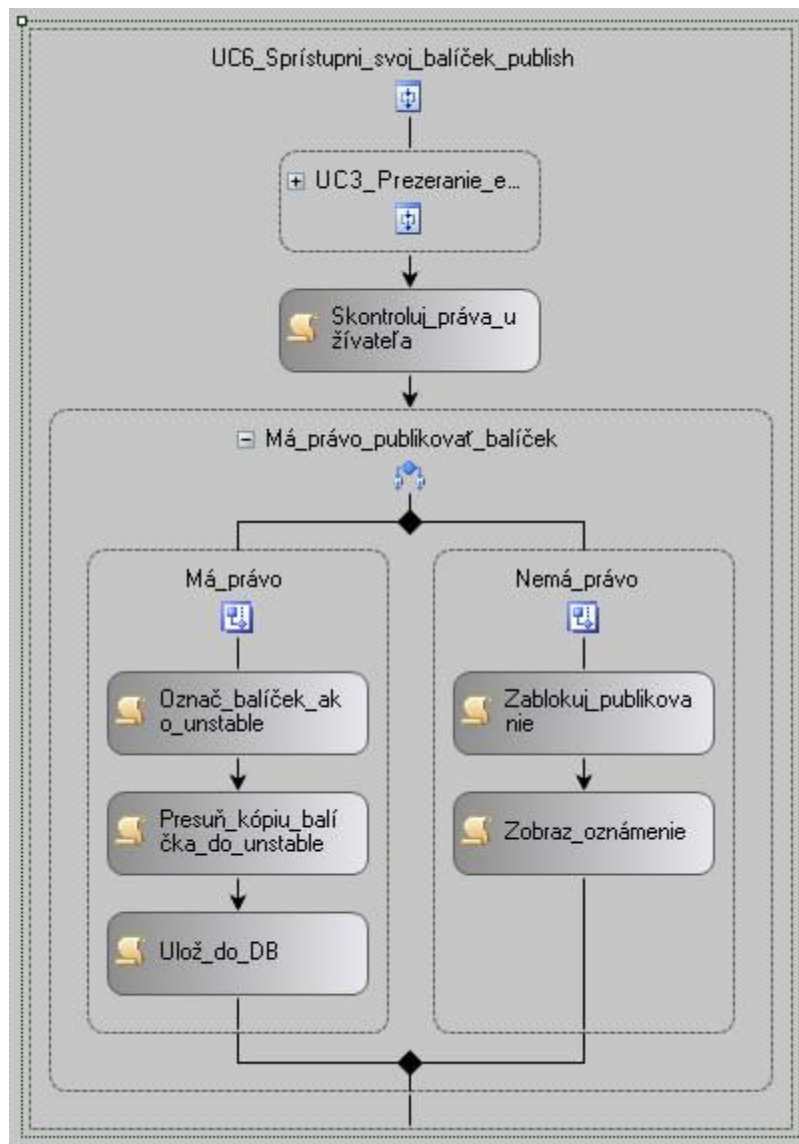 UC6_Sprístupni_svoj_balíček_publish
UC3_Prezeranie_e...
Skontroluj_práva_u
žívateľa
Má_právo_publikovať_balíček
Má_právo
Nemá_právo
Označ_balíček_ak
o_unstable
Zablokuj_publikova
nie
Presuň_kópiu_balí
čka_do_unstable
Zobraz_oznámenie
Ulož_do_DB